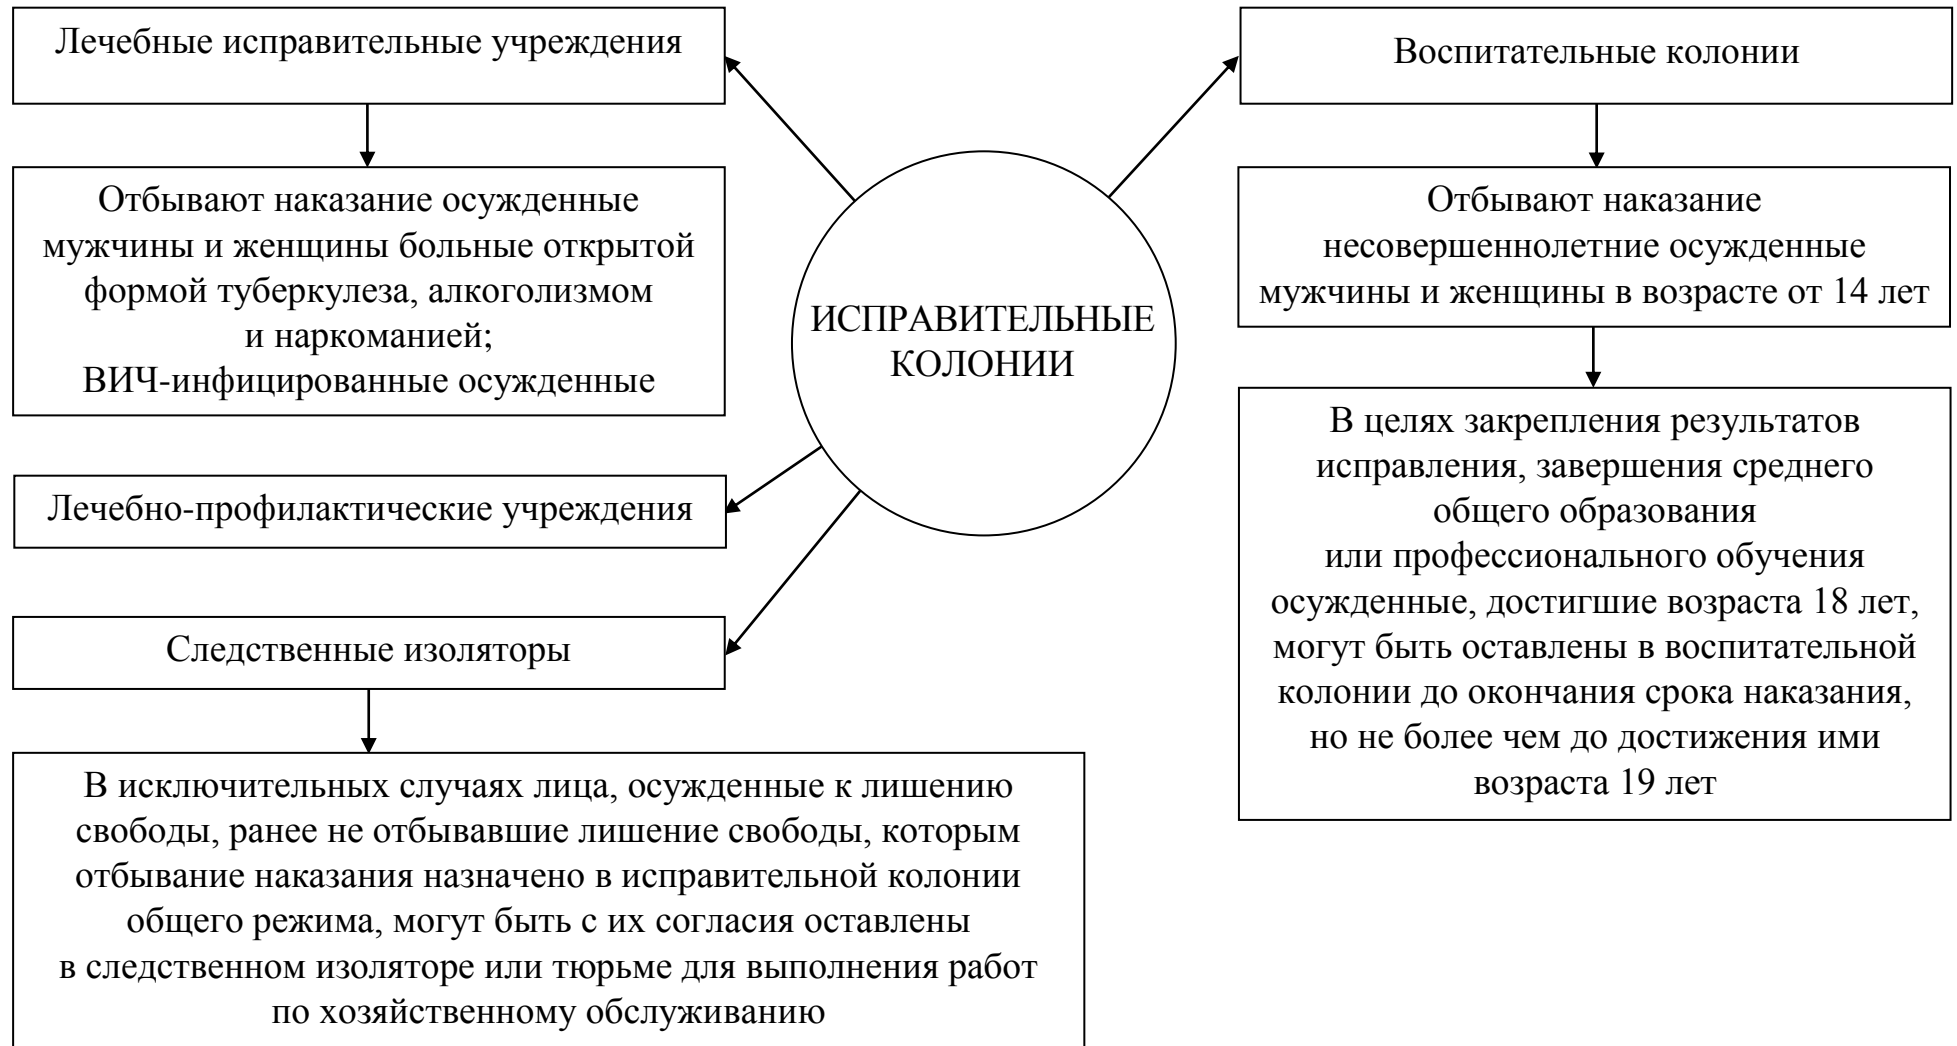 Лечебные исправительные учреждения
Отбывают наказание осужденные
мужчины и женщины больные открытой
формой туберкулеза, алкоголизмом
и наркоманией;
ВИЧ-инфицированные осужденные
Лечебно-профилактические учреждения
Следственные изоляторы
В исключительных случаях лица, осужденные к лишению
свободы, ранее не отбывавшие лишение свободы, которым
отбывание наказания назначено в исправительной колонии
общего режима, могут быть с их согласия оставлены
в следственном изоляторе или тюрьме для выполнения работ
по хозяйственному обслуживанию
ИСПРАВИТЕЛЬНЫЕ
КОЛОНИИ
Воспитательные колонии
Отбывают наказание
несовершеннолетние осужденные
мужчины и женщины в возрасте от 14 лет
В целях закрепления результатов
исправления, завершения среднего
общего образования
или профессионального обучения
осужденные, достигшие возраста 18 лет,
могут быть оставлены в воспитательной
колонии до окончания срока наказания,
но не более чем до достижения ими
возраста 19 лет